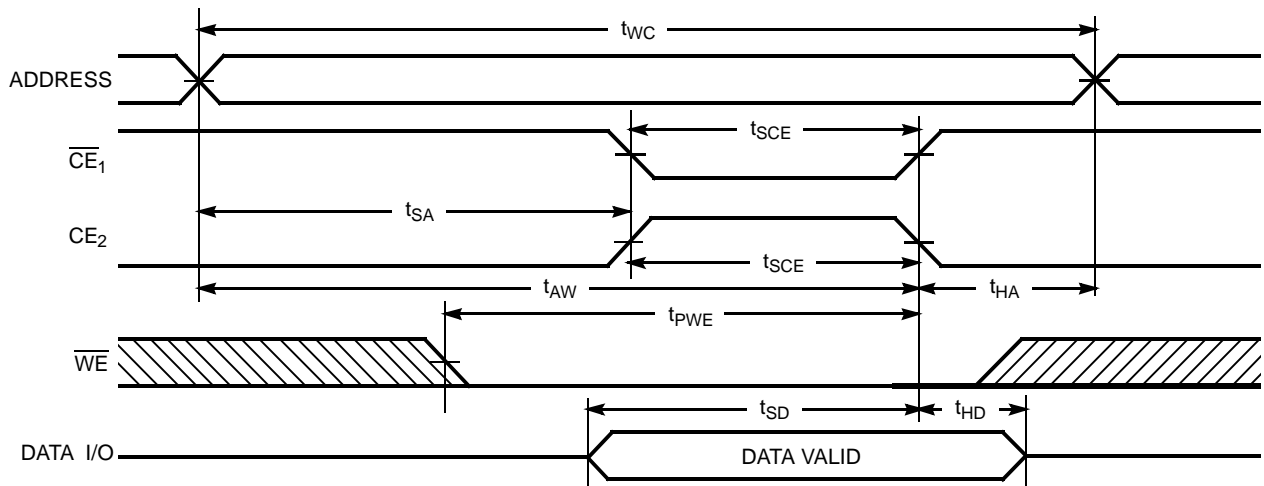 tWC
ADDRESS
tSCE
CE1
tSA
CE2
tSCE
tAW
tHA
tPWE
WE
tSD
tHD
DATA I/O
DATA VALID